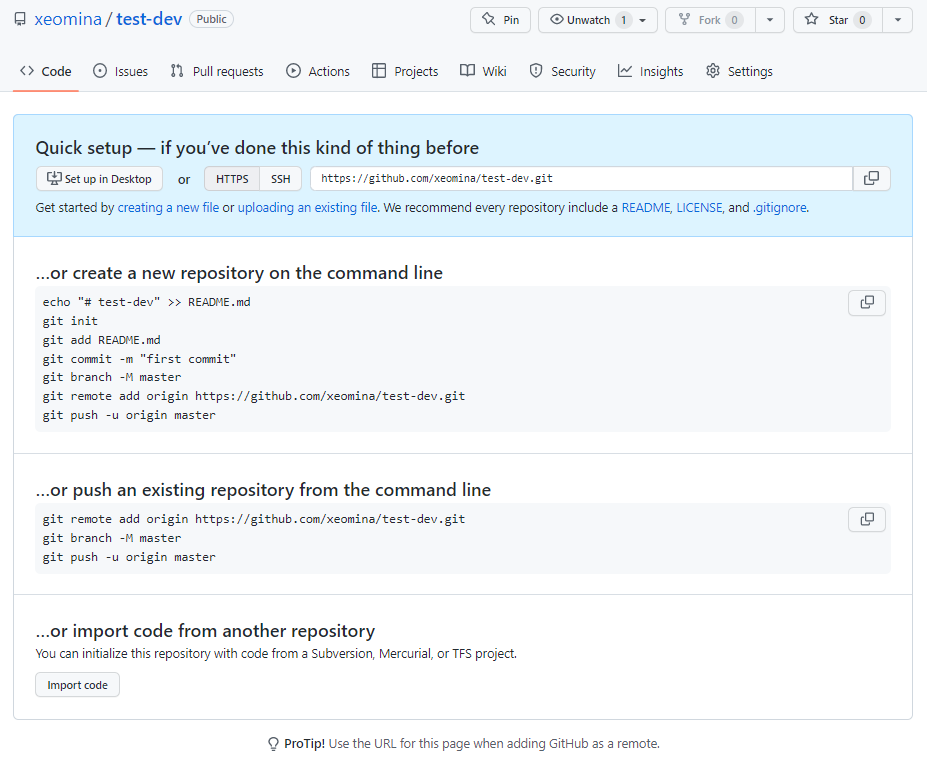 xeomina / test-dev Public Pin Unwatch 1 Fork 0 Star 0
Code Issues Pull requests Actions Projects Wiki Security Insights Settings
Quick setup — if you’ve done this kind of thing before
Set up in Desktop or HTTPS SSH https://github.com/xeomina/test-dev.git
Get started by creating a new file or uploading an existing file. We recommend every repository include a README, LICENSE, and .gitignore.
…or create a new repository on the command line
echo "# test-dev" >> README.md
git init
git add README.md
git commit -m "first commit"
git branch -M master
git remote add origin https://github.com/xeomina/test-dev.git
git push -u origin master
…or push an existing repository from the command line
git remote add origin https://github.com/xeomina/test-dev.git
git branch -M master
git push -u origin master
…or import code from another repository
You can initialize this repository with code from a Subversion, Mercurial, or TFS project.
Import code
ProTip! Use the URL for this page when adding GitHub as a remote.